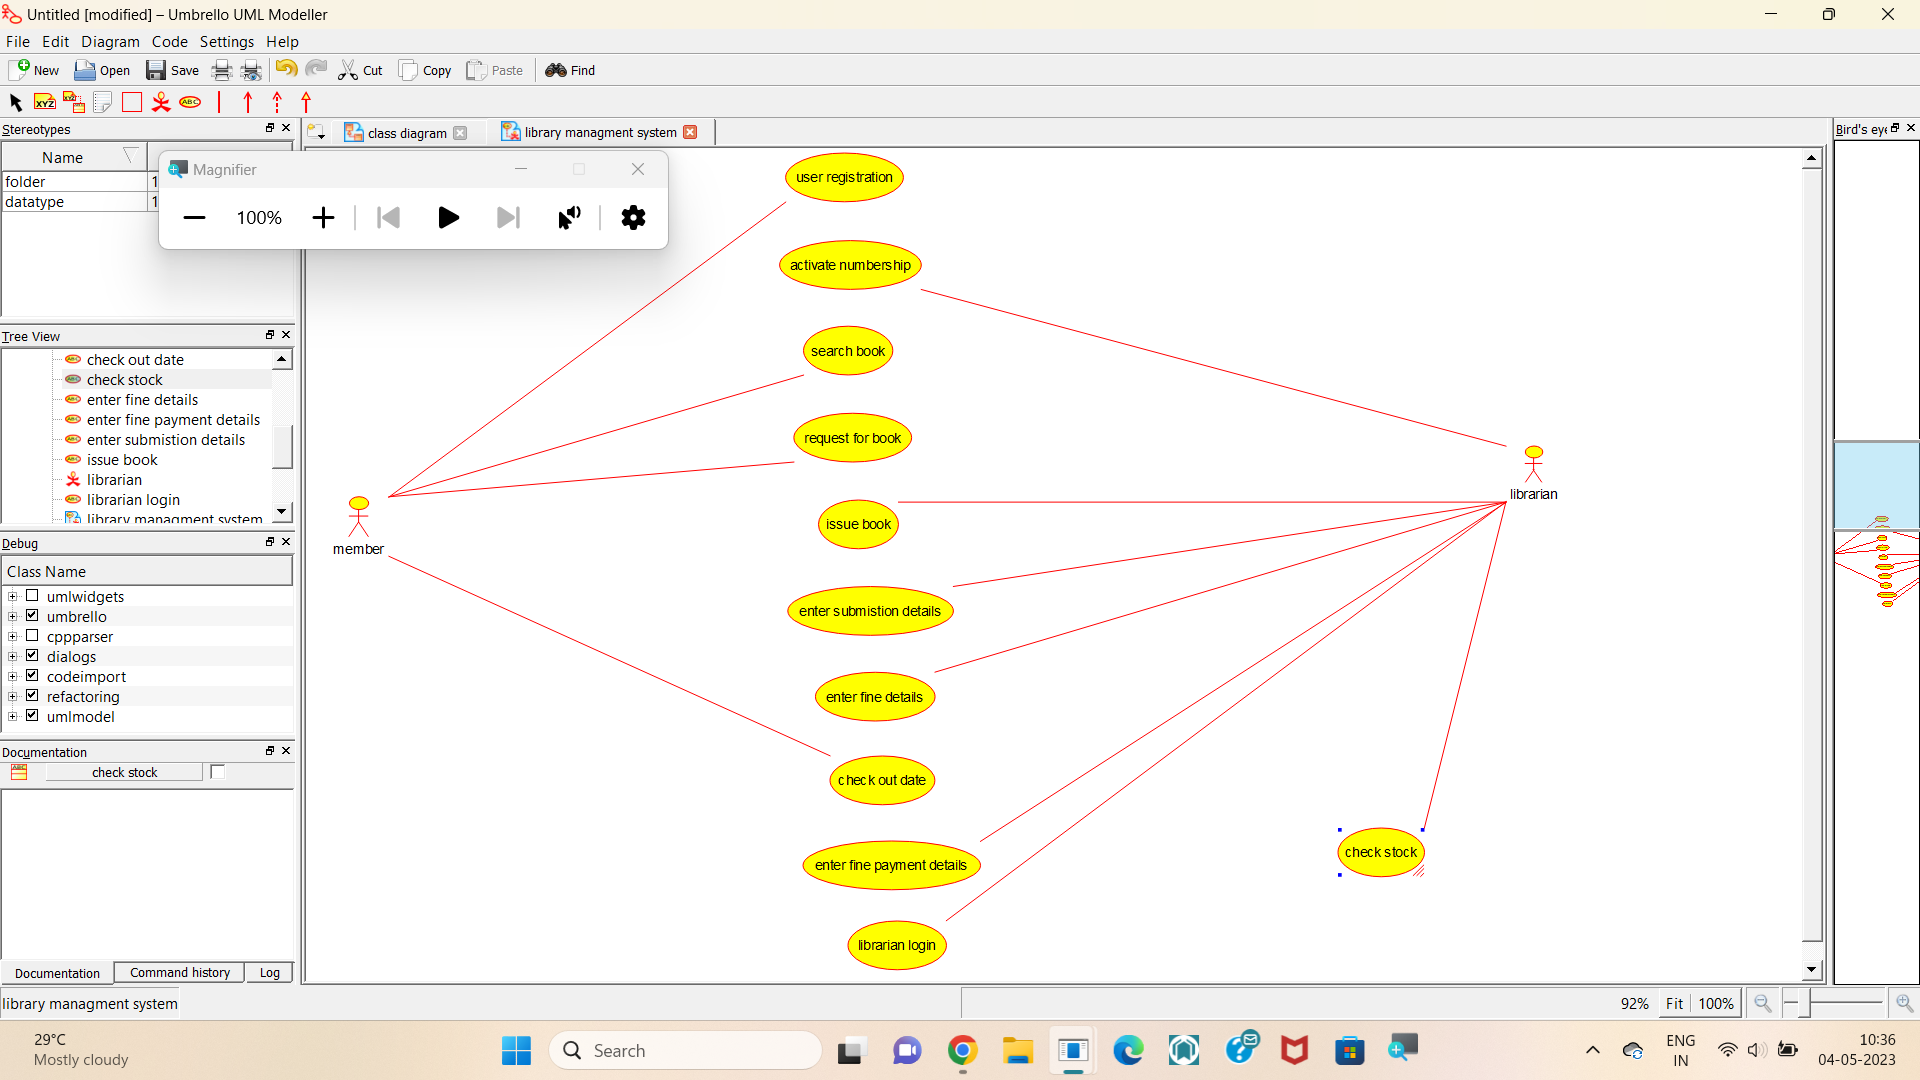 Untitled [modified] – Umbrello UML Modeller
File Edit Diagram Code Settings Help
New Open Save Cut Copy Paste Find
XYZ ABC
Stereotypes
Name
folder 1
datatype 1
Magnifier
100%
Tree View
check out date
check stock
enter fine details
enter fine payment details
enter submistion details
issue book
librarian
librarian login
library managment system
Debug
Class Name
umlwidgets
umbrello
cppparser
dialogs
codeimport
refactoring
umlmodel
Documentation
check stock
Documentation Command history Log
class diagram library managment system
user registration
activate numbership
search book
request for book
issue book
enter submistion details
enter fine details
check out date
enter fine payment details
librarian login
check stock
member
librarian
Bird's eye
library managment system
92% Fit 100%
29°C
Mostly cloudy
Search
ENG
IN
10:36
04-05-2023